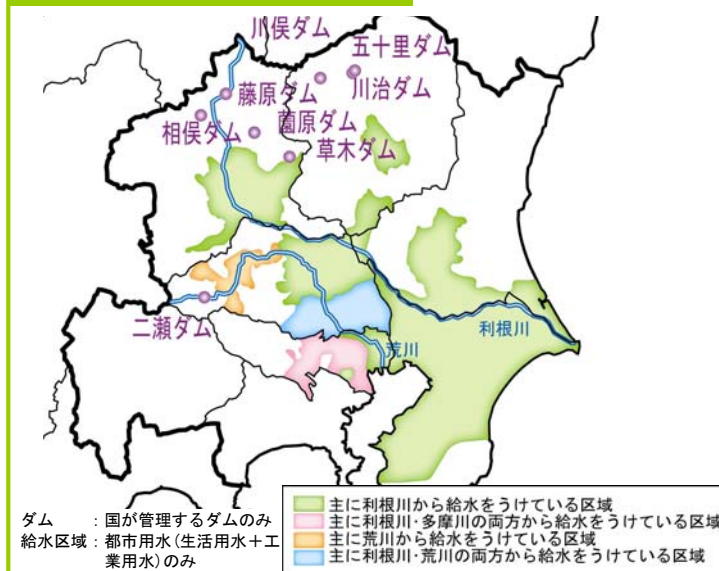 川俣ダム
五十里ダム
藤原ダム
川治ダム
相俣ダム
薗原ダム
草木ダム
二瀬ダム
荒川
利根川
ダム　：国が管理するダムのみ
給水区域：都市用水(生活用水＋工
業用水)のみ
主に利根川から給水をうけている区域
主に利根川・多摩川の両方から給水をうけている区域
主に荒川から給水をうけている区域
主に利根川・荒川の両方から給水をうけている区域